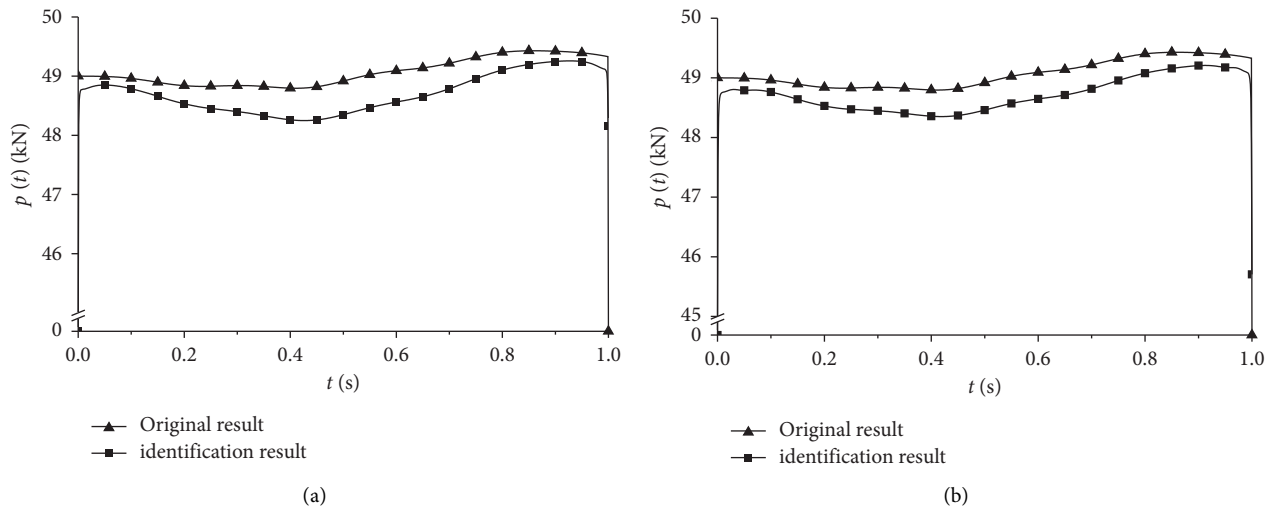 50
49
48
47
46
0
p (t) (kN)
0.0 0.2 0.4 0.6 0.8 1.0
t (s)
Original result
identification result
(a)
50
49
48
47
46
45
0
p (t) (kN)
0.0 0.2 0.4 0.6 0.8 1.0
t (s)
Original result
identification result
(b)